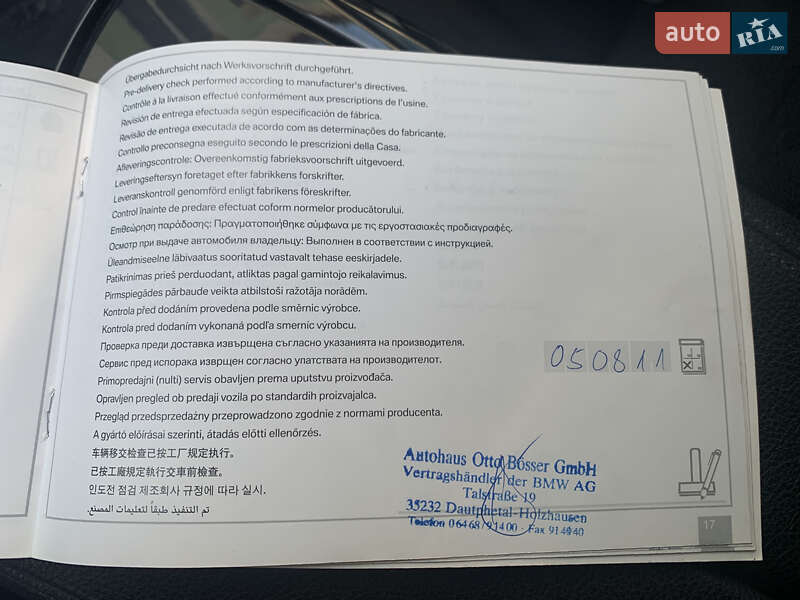 auto RIA .com
Übergabedurchsicht nach Werksvorschrift durchgeführt.
Pre-delivery check performed according to manufacturer's directives.
Contrôle à la livraison effectué conformément aux prescriptions de l'usine.
Revisión de entrega efectuada según especificación de fábrica.
Revisão de entrega executada de acordo com as determinações do fabricante.
Controllo preconsegna eseguito secondo le prescrizioni della Casa.
Afleveringscontrole: Overeenkomstig fabrieksvoorschrift uitgevoerd.
Leveringseftersyn foretaget efter fabrikkens forskrifter.
Leveranskontroll genomförd enligt fabrikens föreskrifter.
Control înainte de predare efectuat coform normelor producătorului.
Επιθεώρηση παράδοσης: Πραγματοποιήθηκε σύμφωνα με τις εργοστασιακές προδιαγραφές.
Осмотр при выдаче автомобиля владельцу: Выполнен в соответствии с инструкцией.
Üleandmiseelne läbivaatus sooritatud vastavalt tehase eeskirjadele.
Patikrinimas prieš perduodant, atliktas pagal gamintojo reikalavimus.
Pirmspiegādes pārbaude veikta atbilstoši ražotāja norādēm.
Kontrola před dodáním provedena podle směrnic výrobce.
Kontrola pred dodaním vykonaná podľa smerníc výrobcu.
Проверка преди доставка извършена съгласно указанията на производителя.
Сервис пред испорака извршен согласно упатствата на производителот.
Primopredajni (nulti) servis obavljen prema uputstvu proizvođača.
Opravljen pregled ob predaji vozila po standardih proizvajalca.
Przegląd przedsprzedażny przeprowadzono zgodnie z normami producenta.
A gyártó előírásai szerinti, átadás előtti ellenőrzés.
车辆移交检查已按工厂规定执行。
已按工廠規定執行交車前檢查。
인도전 점검 제조회사 규정에 따라 실시.
تم التنفيذ طبقاً لتعليمات المصنع.
050811
Autohaus Otto Bösser GmbH
Vertragshändler der BMW AG
Talstraße 19
35232 Dautphetal-Holzhausen
Telefon 06468/91400 · Fax 914940
17